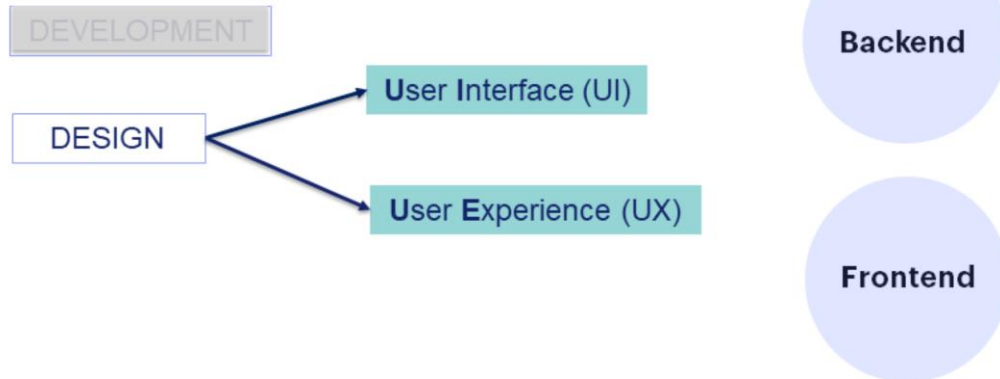 DEVELOPMENT
DESIGN
User Interface (UI)
User Experience (UX)
Backend
Frontend